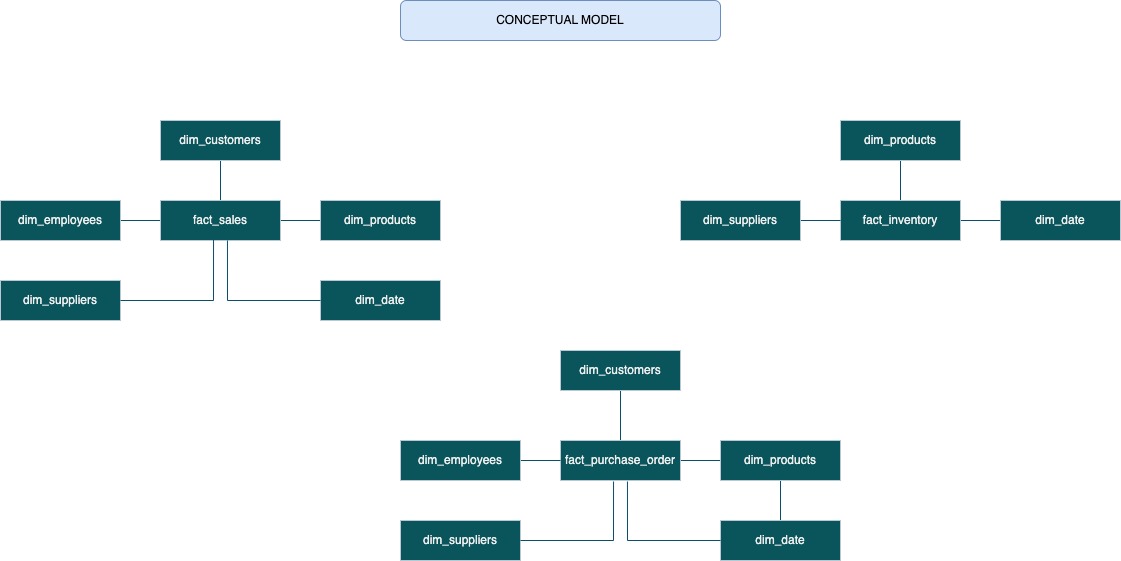 CONCEPTUAL MODEL
dim_customers
dim_products
dim_employees
fact_sales
dim_products
dim_suppliers
fact_inventory
dim_date
dim_suppliers
dim_date
dim_customers
dim_employees
fact_purchase_order
dim_products
dim_suppliers
dim_date